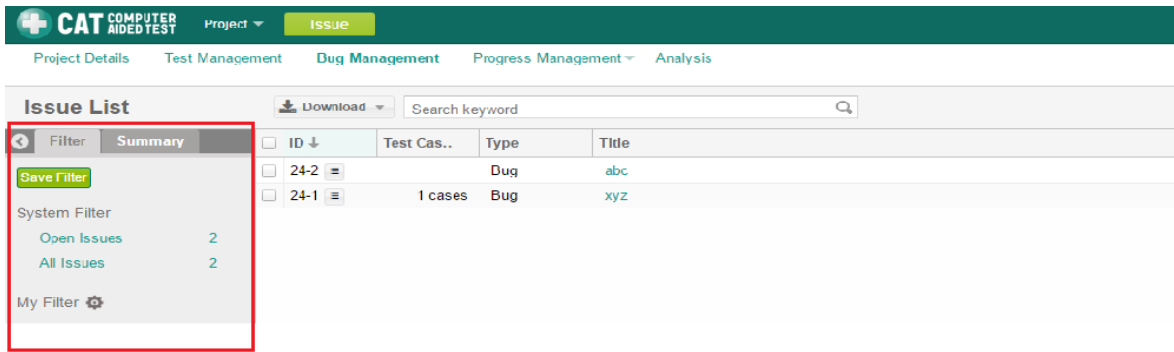 CAT COMPUTER AIDED TEST Project Issue
Project Details Test Management Bug Management Progress Management Analysis
Issue List Download Search keyword
Filter Summary ID Test Cas.. Type Title
24-2 Bug abc
Save Filter
24-1 1 cases Bug xyz
System Filter
Open Issues 2
All Issues 2
My Filter